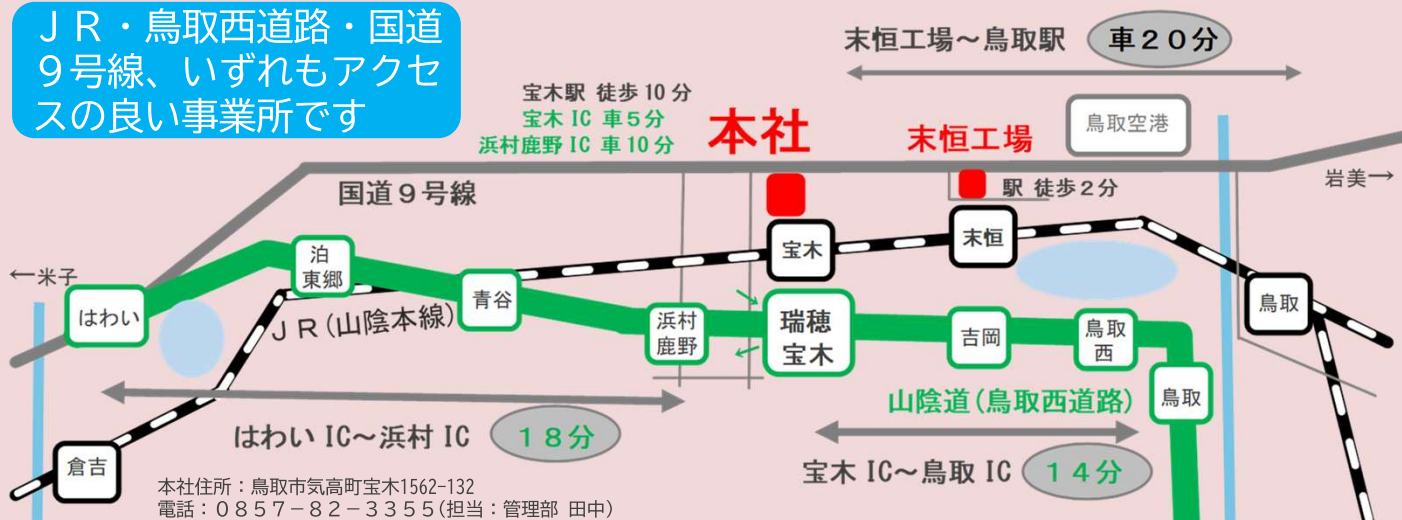 ＪＲ・鳥取西道路・国道
９号線、いずれもアクセ
スの良い事業所です
末恒工場～鳥取駅
車２０分
宝木駅 徒歩 10 分
宝木 IC 車５分
浜村鹿野 IC 車 10 分
本社
末恒工場
鳥取空港
国道９号線
駅 徒歩２分
岩美→
←米子
はわい
泊
東郷
青谷
宝木
末恒
鳥取
ＪＲ(山陰本線)
浜村
鹿野
瑞穂
宝木
吉岡
鳥取
西
鳥取
山陰道(鳥取西道路)
はわい IC～浜村 IC
１８分
宝木 IC～鳥取 IC
１４分
倉吉
本社住所：鳥取市気高町宝木1562-132
電話：０８５７－８２－３３５５(担当：管理部 田中)